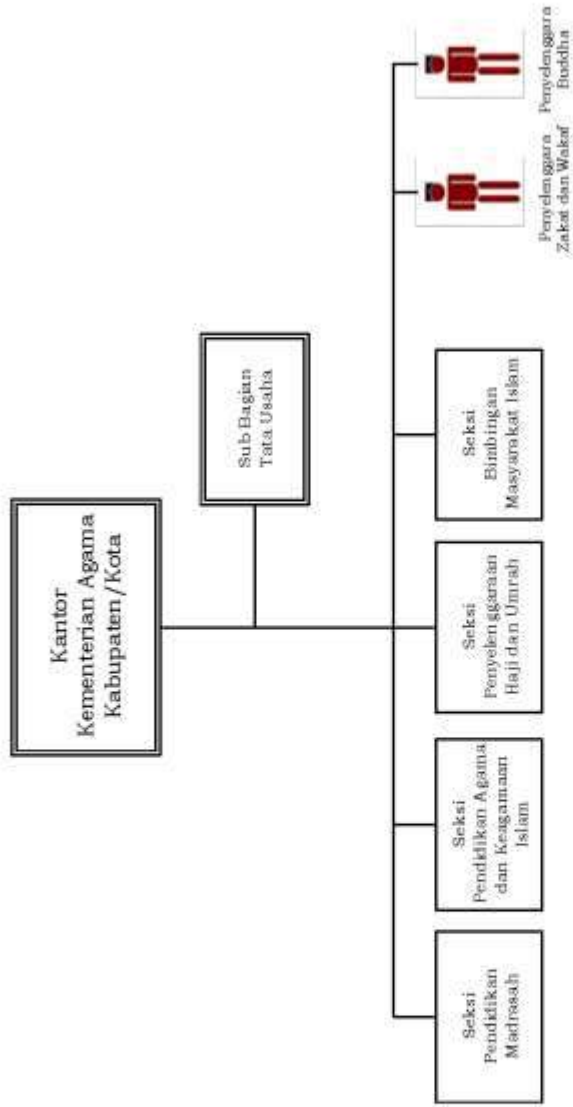 Kantor
Kementerian Agama
Kabupaten/Kota
Sub Bagian
Tata Usaha
Seksi
Pendidikan
Madrasah
Seksi
Pendidikan Agama
dan Keagamaan
Islam
Seksi
Penyelenggaraan
Haji dan Umrah
Seksi
Bimbingan
Masyarakat Islam
Penyelenggara
Zakat dan Wakaf
Penyelenggara
Buddha